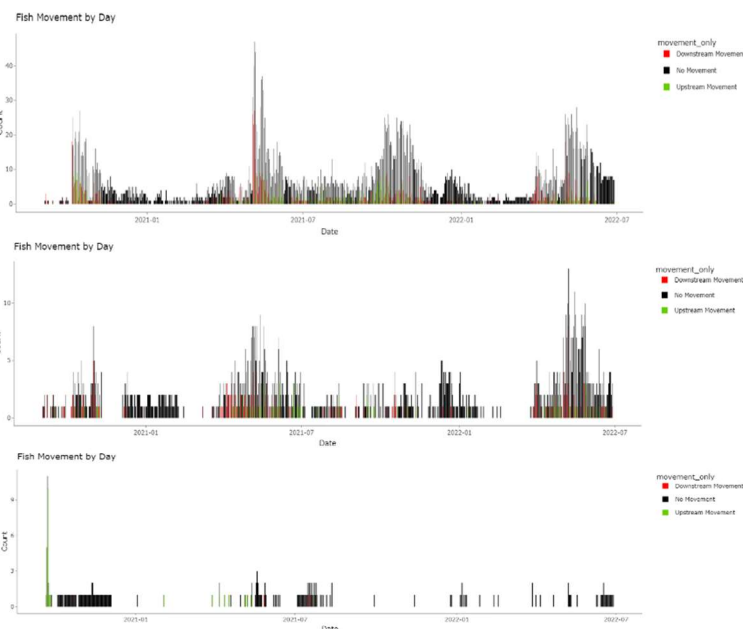 Fish Movement by Day
movement_only
Downstream Movement
No Movement
Upstream Movement
40
30
20
10
0
Count
2021-01
2021-07
2022-01
2022-07
Date
Fish Movement by Day
movement_only
Downstream Movement
No Movement
Upstream Movement
10
5
0
2021-01
2021-07
2022-01
2022-07
Date
Fish Movement by Day
movement_only
Downstream Movement
No Movement
Upstream Movement
Count
0
2021-01
2021-07
2022-01
2022-07
Date